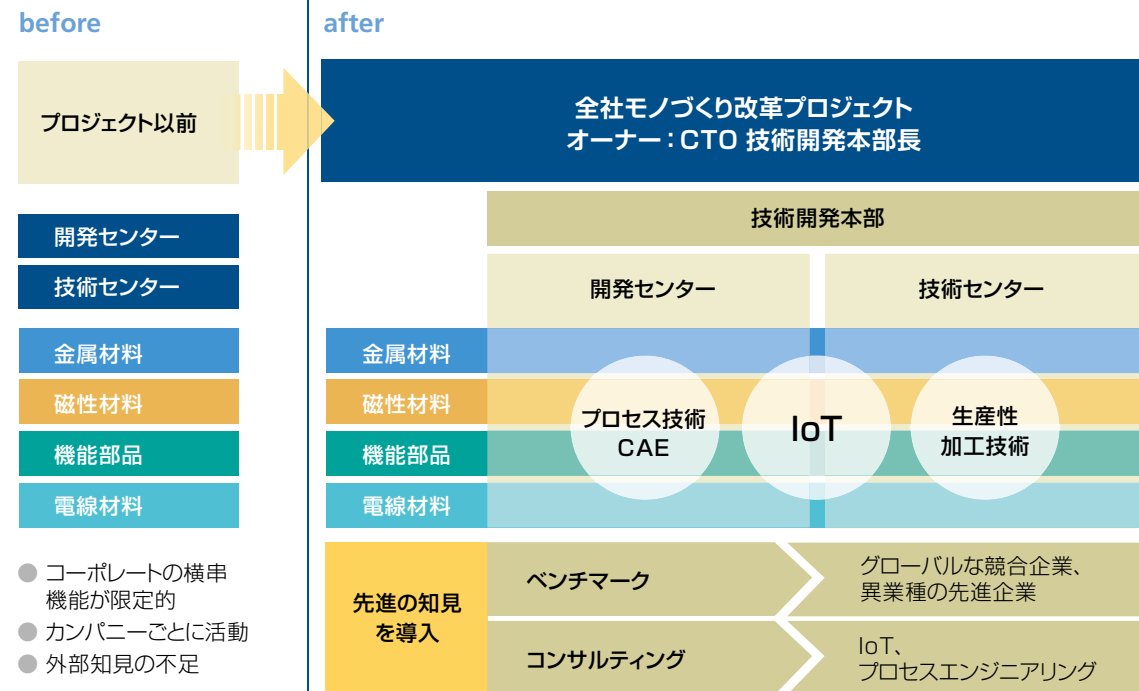 before
プロジェクト以前
開発センター
技術センター
金属材料
磁性材料
機能部品
電線材料
● コーポレートの横串
機能が限定的
● カンパニーごとに活動
● 外部知見の不足
after
全社モノづくり改革プロジェクト
オーナー：CTO 技術開発本部長
技術開発本部
開発センター
技術センター
金属材料
磁性材料
機能部品
電線材料
プロセス技術
CAE
IoT
生産性
加工技術
先進の知見
を導入
ベンチマーク
グローバルな競合企業、
異業種の先進企業
コンサルティング
IoT、
プロセスエンジニアリング